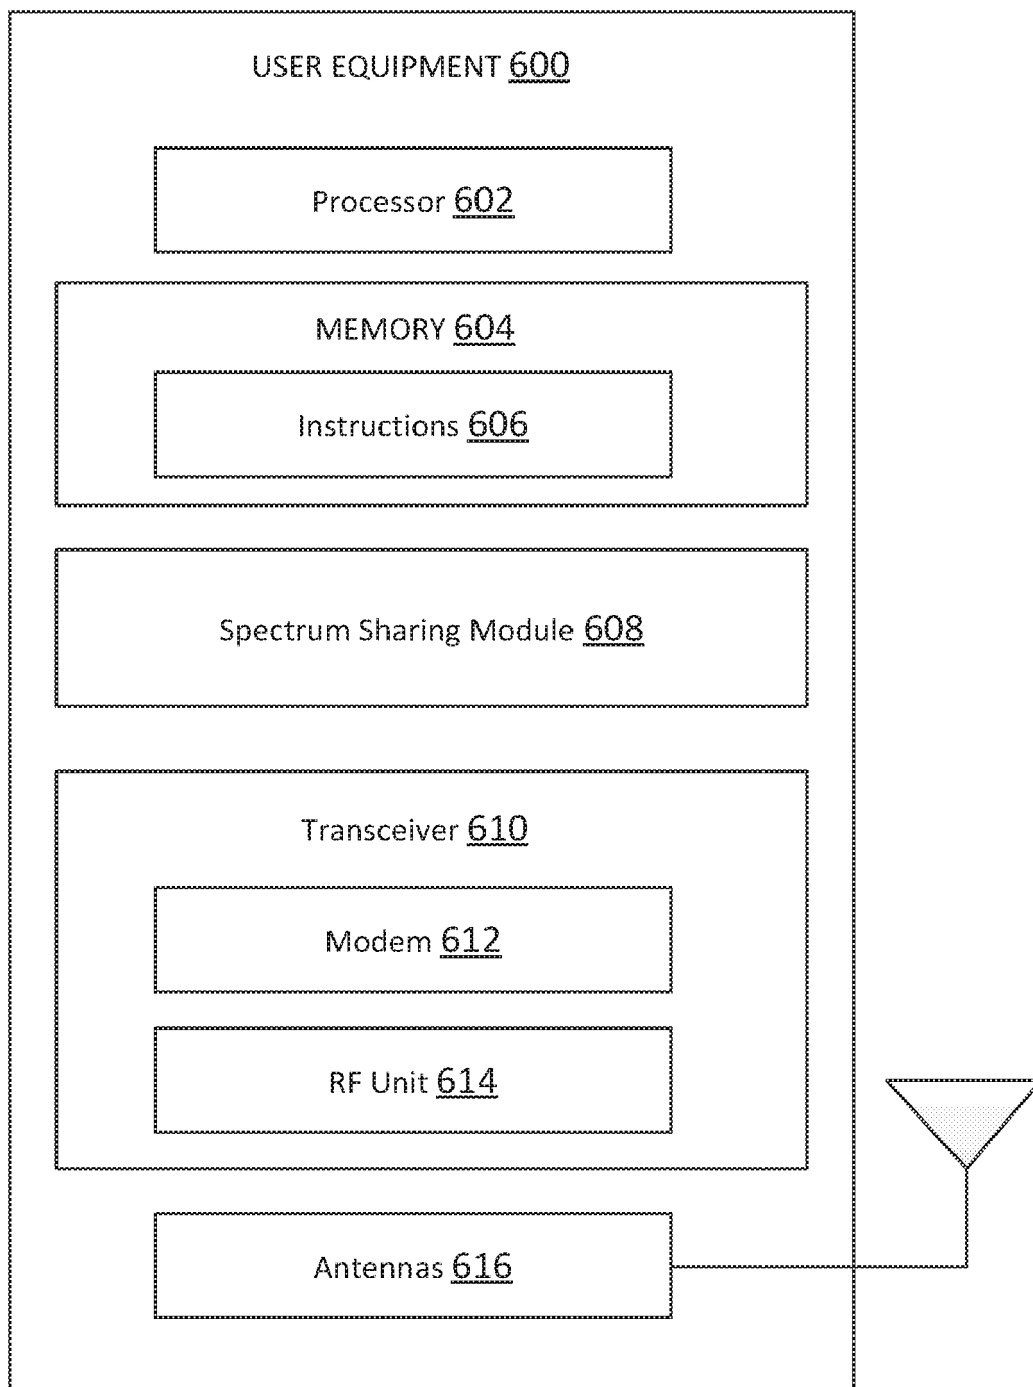 USER EQUIPMENT 600
Processor 602
MEMORY 604
Instructions 606
Spectrum Sharing Module 608
Transceiver 610
Modem 612
RF Unit 614
Antennas 616